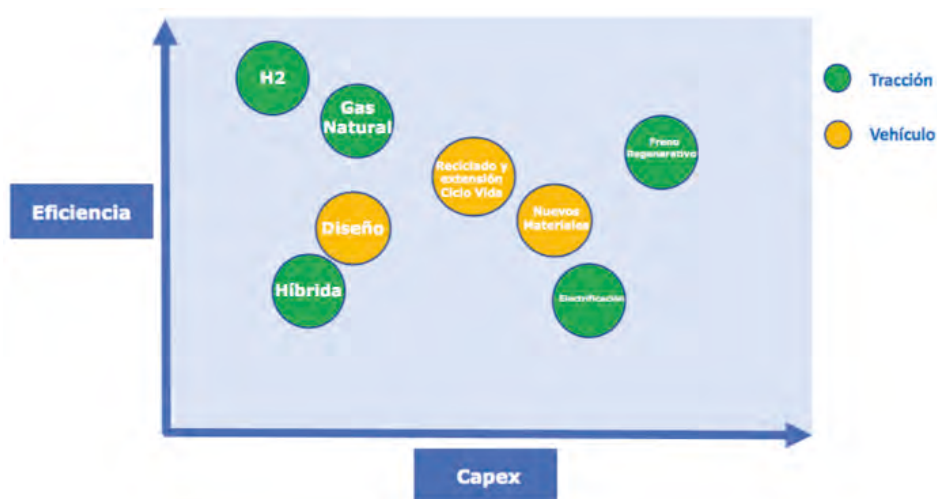 H2
Gas
Natural
Tracción
Freno
Regenerativo
Vehículo
Reciclado y
extensión
Ciclo Vida
Eficiencia
Diseño
Nuevos
Materiales
Híbrida
Electrificación
Capex